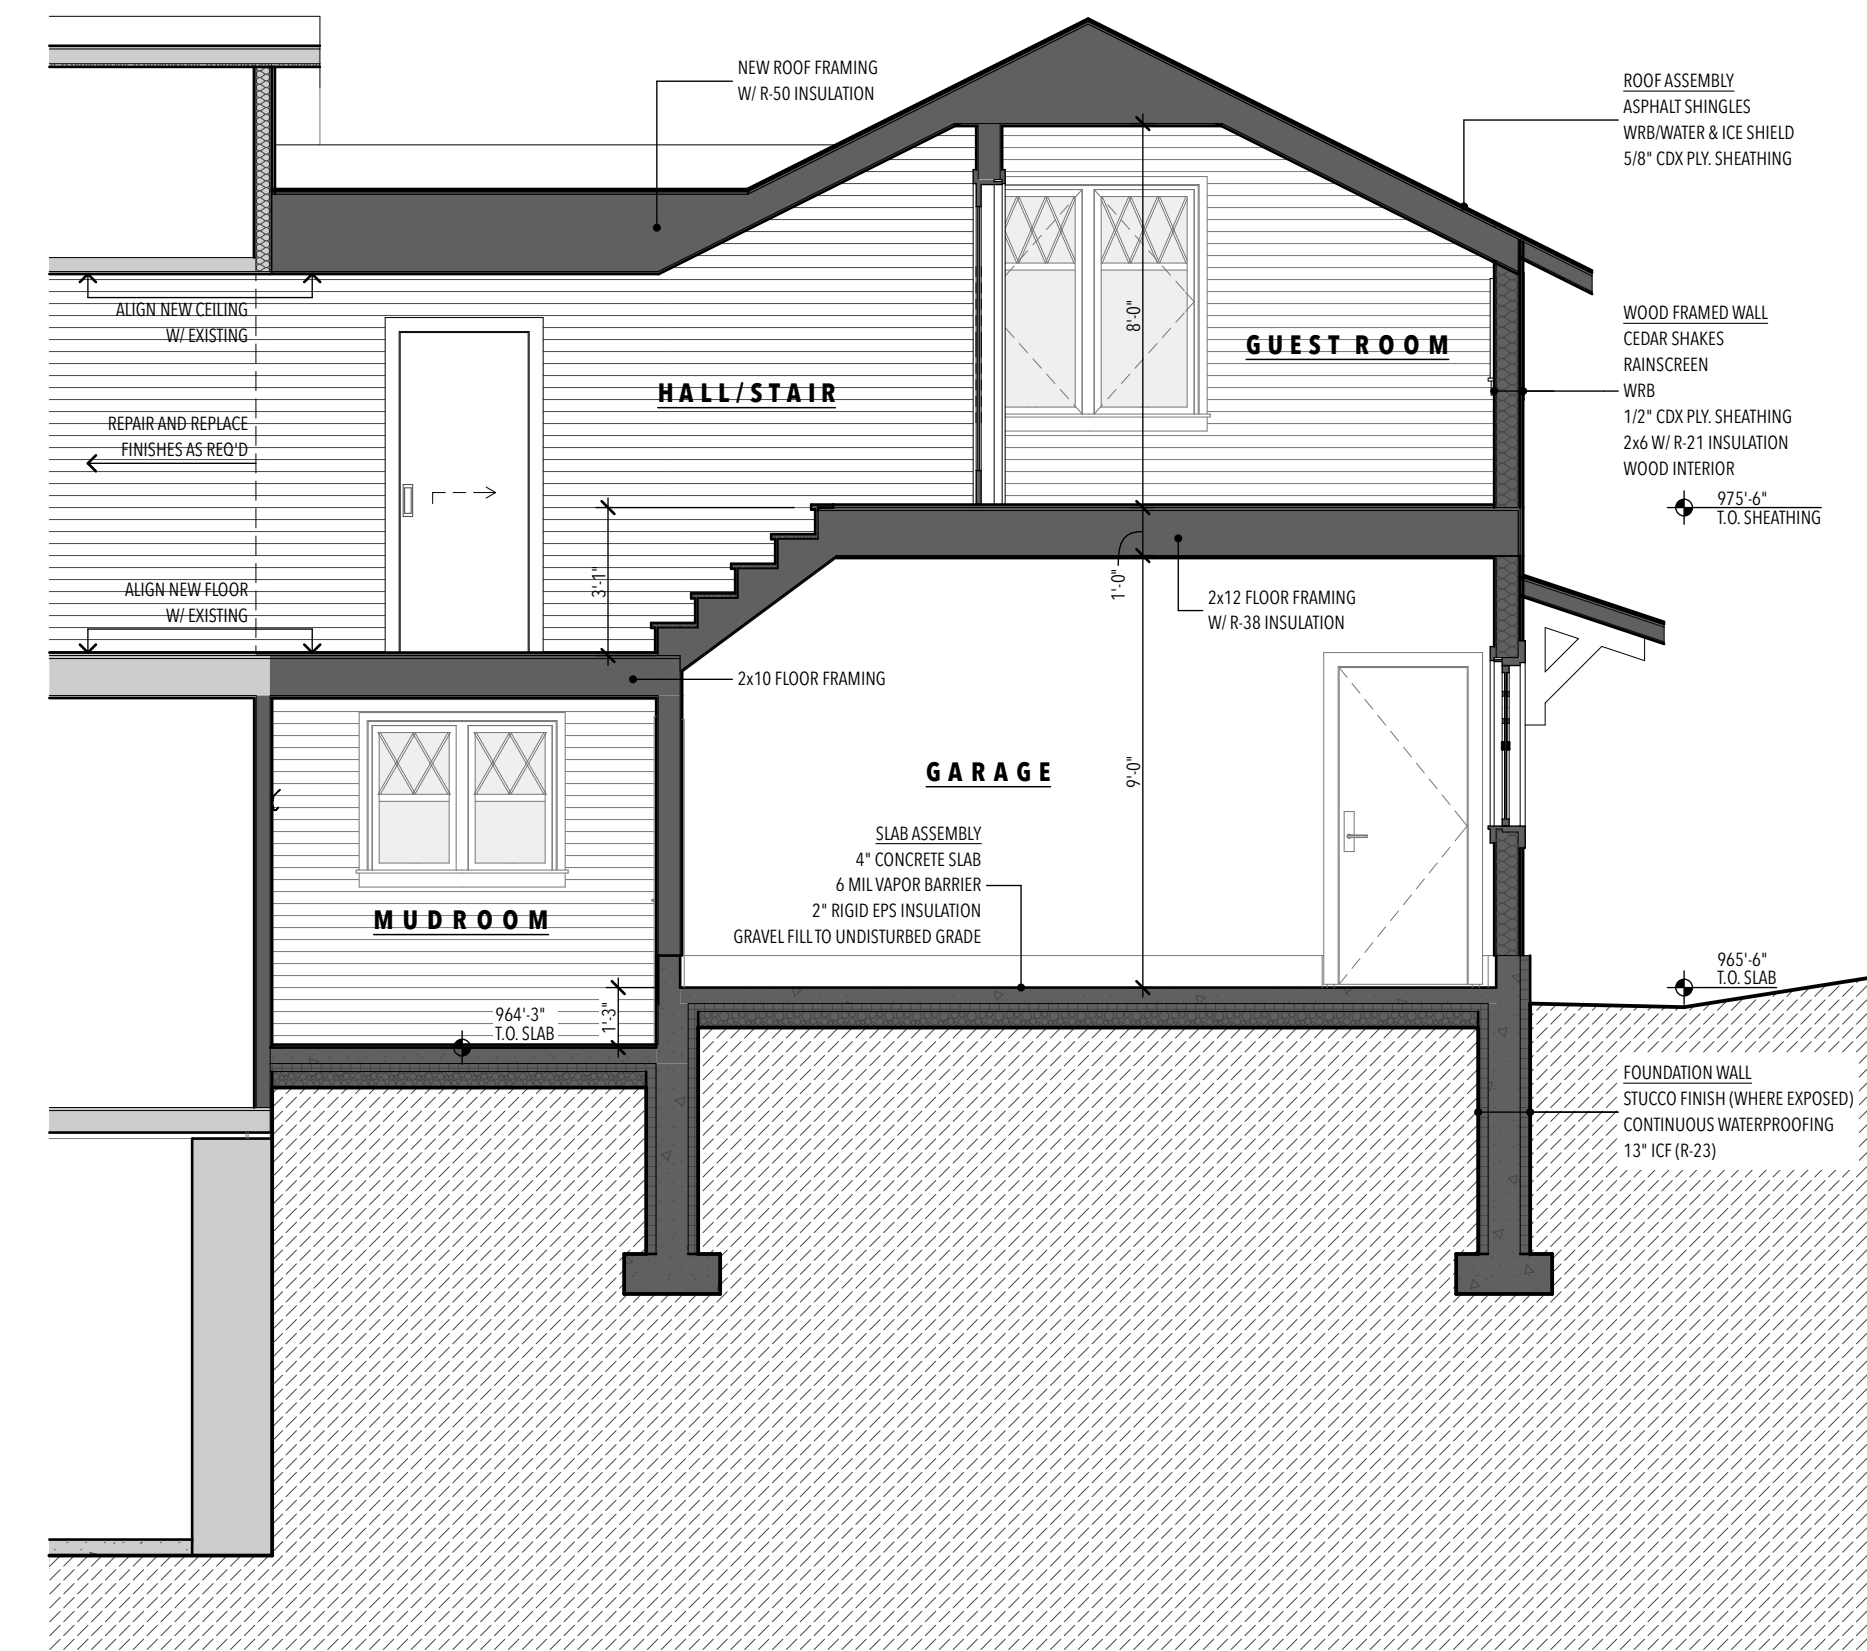 NEW ROOF FRAMING
W/ R-50 INSULATION
ROOF ASSEMBLY
ASPHALT SHINGLES
WRB/WATER & ICE SHIELD
5/8" CDX PLY. SHEATHING
ALIGN NEW CEILING
W/ EXISTING
8'-0"
GUEST ROOM
WOOD FRAMED WALL
CEDAR SHAKES
RAINSCREEN
WRB
1/2" CDX PLY. SHEATHING
2x6 W/ R-21 INSULATION
WOOD INTERIOR
HALL/STAIR
REPAIR AND REPLACE
FINISHES AS REQ'D
975'-6"
T.O. SHEATHING
ALIGN NEW FLOOR
W/ EXISTING
3'-1"
1'-0"
2x12 FLOOR FRAMING
W/ R-38 INSULATION
2x10 FLOOR FRAMING
GARAGE
9'-0"
SLAB ASSEMBLY
4" CONCRETE SLAB
6 MIL VAPOR BARRIER
2" RIGID EPS INSULATION
GRAVEL FILL TO UNDISTURBED GRADE
MUDROOM
965'-6"
T.O. SLAB
964'-3"
T.O. SLAB
1'-3"
FOUNDATION WALL
STUCCO FINISH (WHERE EXPOSED)
CONTINUOUS WATERPROOFING
13" ICF (R-23)